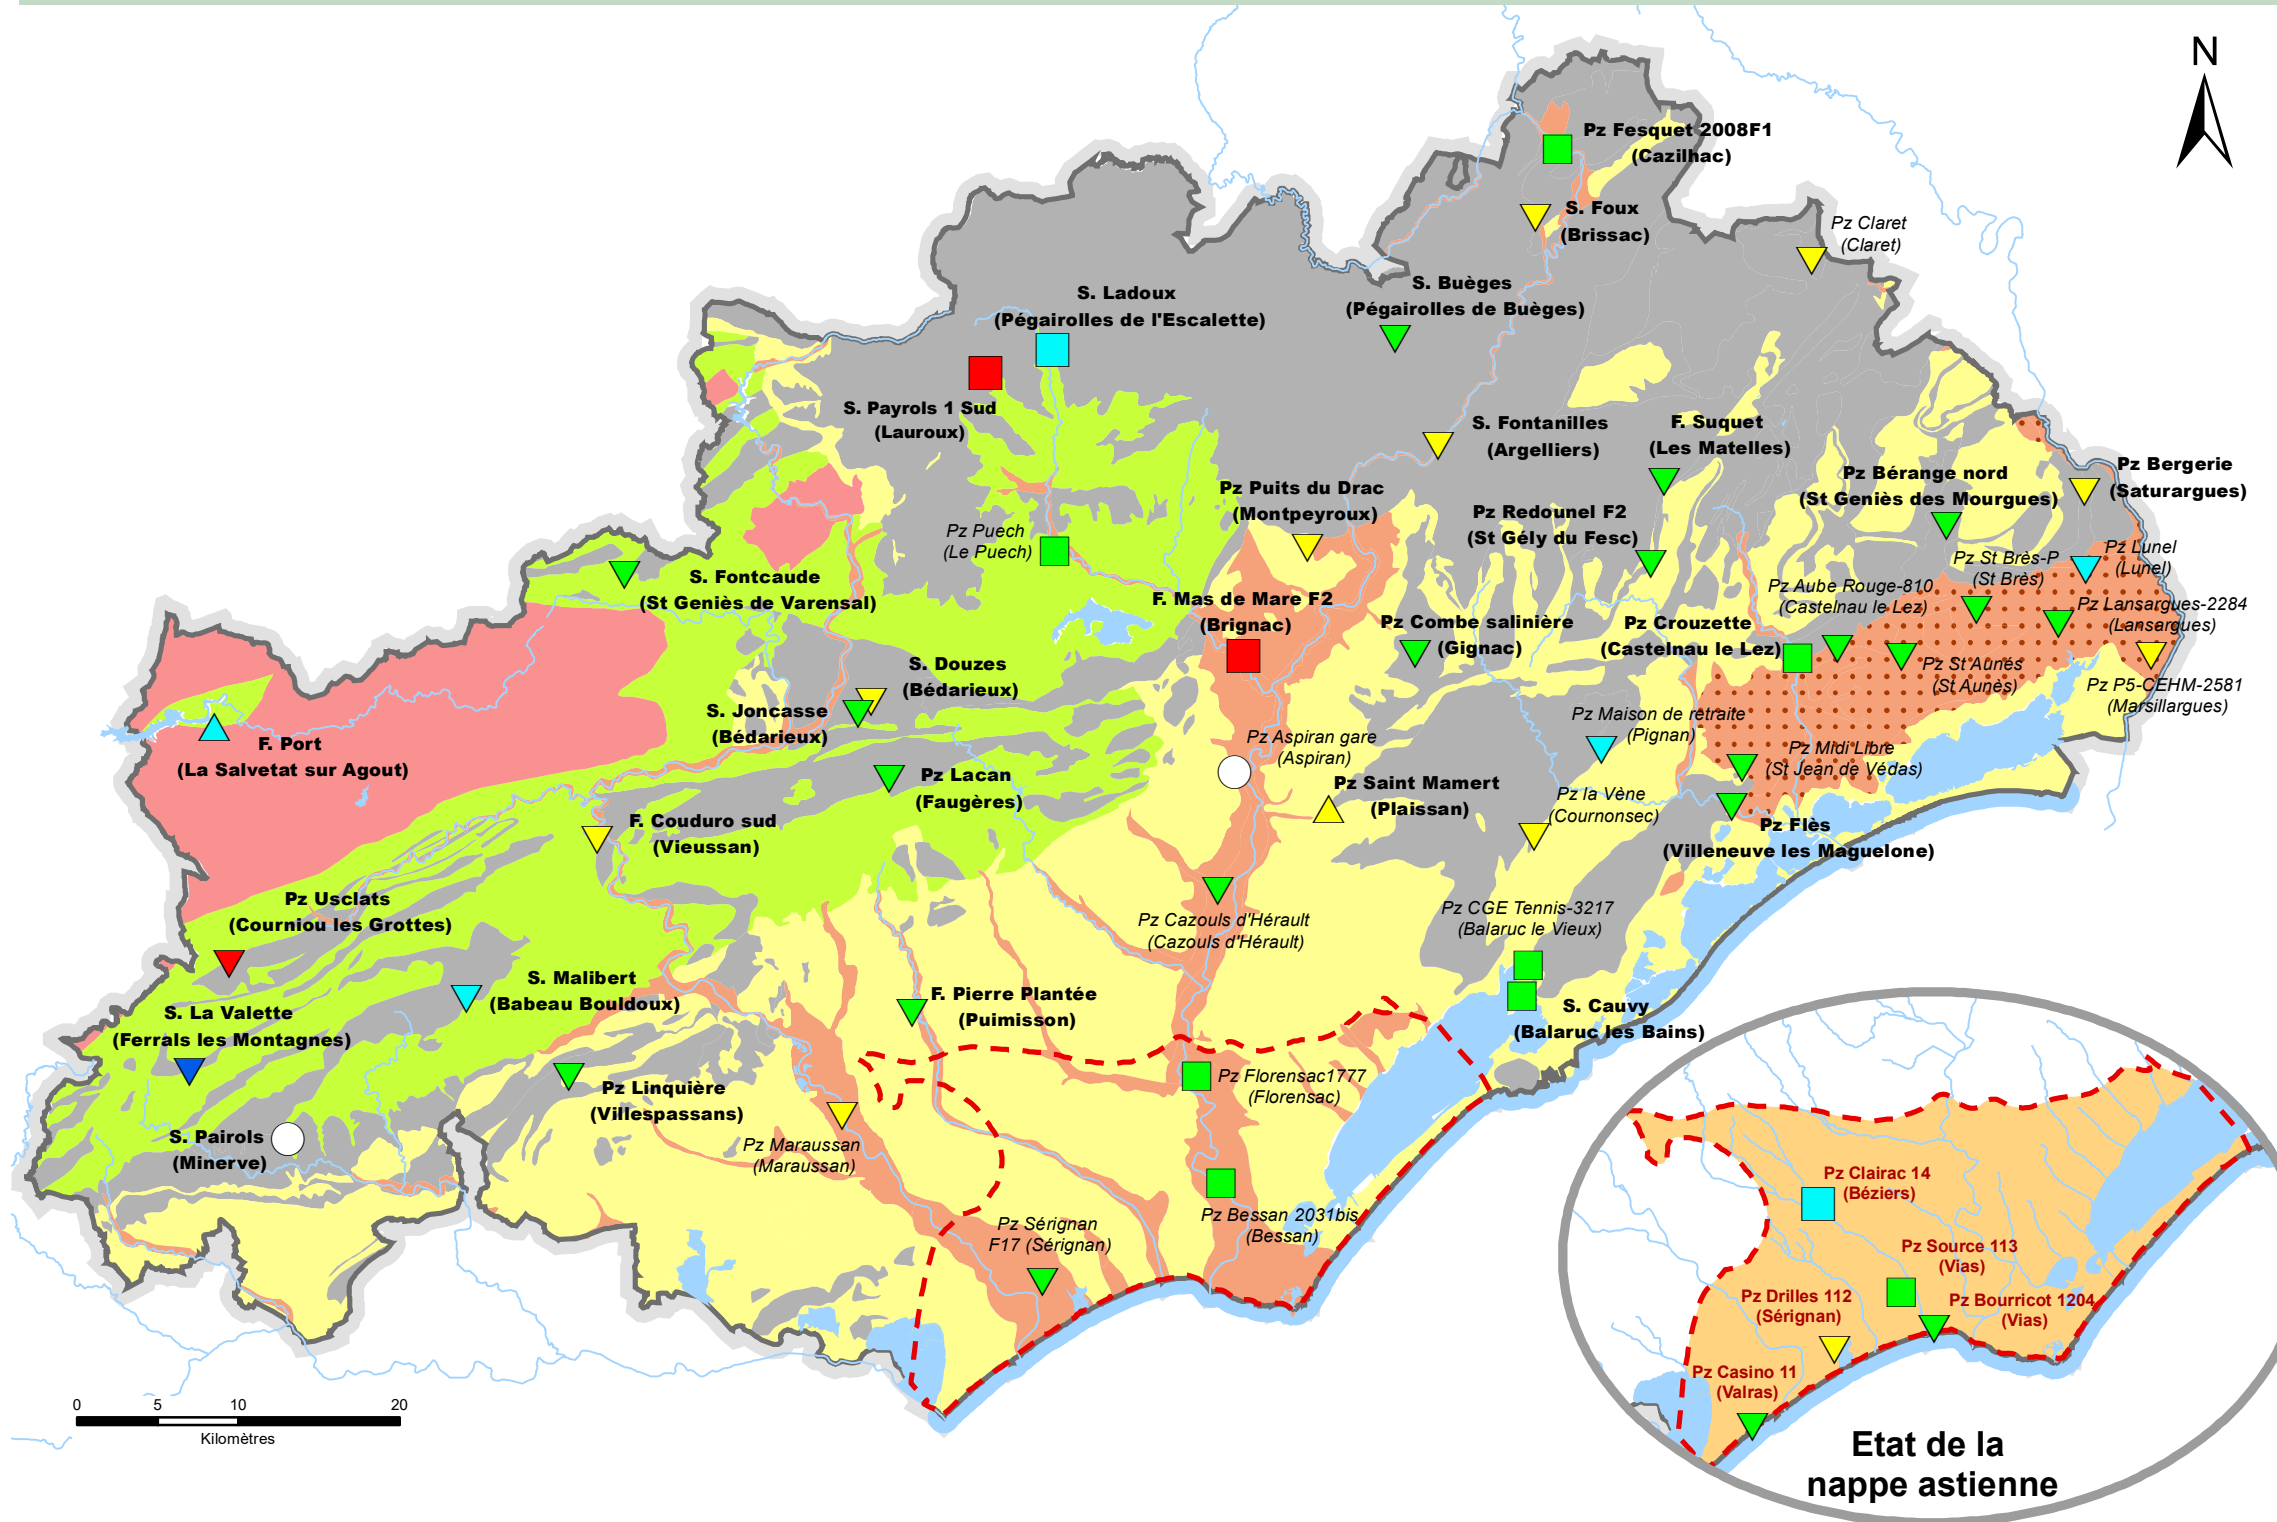 N
Pz Fesquet 2008F1
(Cazilhac)
S. Foux
(Brissac)
Pz Claret
(Claret)
S. Buèges
(Pégairolles de Buèges)
S. Ladoux
(Pégairolles de l'Escalette)
S. Payrols 1 Sud
(Lauroux)
S. Fontanilles
(Argelliers)
F. Suquet
(Les Matelles)
Pz Bérange nord
(St Geniès des Mourgues)
Pz Bergerie
(Saturargues)
Pz Puits du Drac
(Montpeyroux)
Pz Redounel F2
(St Gély du Fesc)
Pz Puech
(Le Puech)
Pz St Brès-P
(St Brès)
Pz Lunel
(Lunel)
S. Fontcaude
(St Geniès de Varensal)
F. Mas de Mare F2
(Brignac)
Pz Aube Rouge-810
(Castelnau le Lez)
Pz Lansargues-2284
(Lansargues)
Pz Combe salinière
(Gignac)
Pz Crouzette
(Castelnau le Lez)
S. Douzes
(Bédarieux)
Pz St Aunés
(St Aunès)
Pz P5-CEHM-2581
(Marsillargues)
S. Joncasse
(Bédarieux)
Pz Maison de retraite
(Pignan)
F. Port
(La Salvetat sur Agout)
Pz Aspiran gare
(Aspiran)
Pz Midi Libre
(St Jean de Védas)
Pz Lacan
(Faugères)
Pz Saint Mamert
(Plaissan)
Pz la Vène
(Cournonsec)
F. Couduro sud
(Vieussan)
Pz Flès
(Villeneuve les Maguelone)
Pz Usclats
(Courniou les Grottes)
Pz Cazouls d'Hérault
(Cazouls d'Hérault)
Pz CGE Tennis-3217
(Balaruc le Vieux)
S. Malibert
(Babeau Bouldoux)
F. Pierre Plantée
(Puimisson)
S. Cauvy
(Balaruc les Bains)
S. La Valette
(Ferrals les Montagnes)
Pz Linquière
(Villespassans)
Pz Florensac1777
(Florensac)
S. Pairols
(Minerve)
Pz Maraussan
(Maraussan)
Pz Sérignan
F17 (Sérignan)
Pz Bessan 2031bis
(Bessan)
Pz Clairac 14
(Béziers)
Pz Source 113
(Vias)
Pz Drilles 112
(Sérignan)
Pz Bourricot 1204
(Vias)
Pz Casino 11
(Valras)
Etat de la
nappe astienne
0 5 10 20
Kilomètres